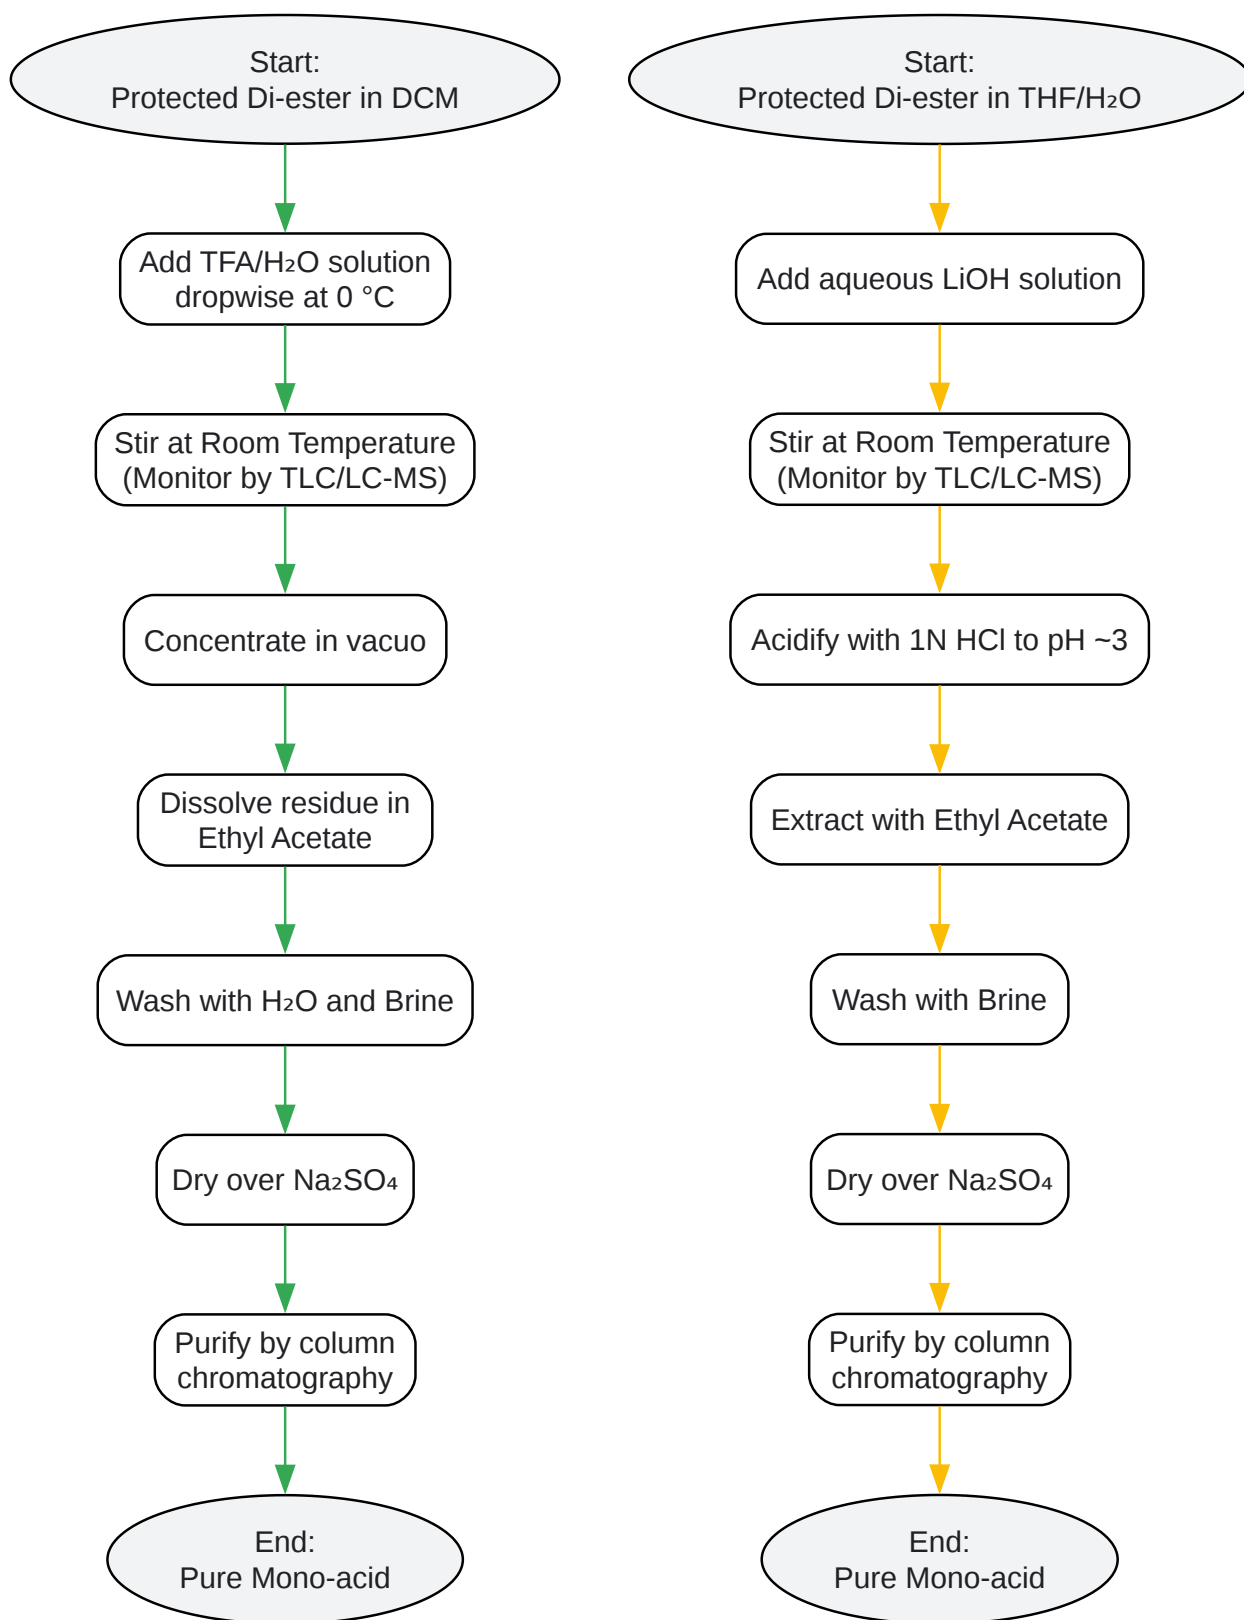 Start:
Protected Di-ester in DCM
Add TFA/H₂O solution
dropwise at 0 °C
Stir at Room Temperature
(Monitor by TLC/LC-MS)
Concentrate in vacuo
Dissolve residue in
Ethyl Acetate
Wash with H₂O and Brine
Dry over Na₂SO₄
Purify by column
chromatography
End:
Pure Mono-acid
Start:
Protected Di-ester in THF/H₂O
Add aqueous LiOH solution
Stir at Room Temperature
(Monitor by TLC/LC-MS)
Acidify with 1N HCl to pH ~3
Extract with Ethyl Acetate
Wash with Brine
Dry over Na₂SO₄
Purify by column
chromatography
End:
Pure Mono-acid